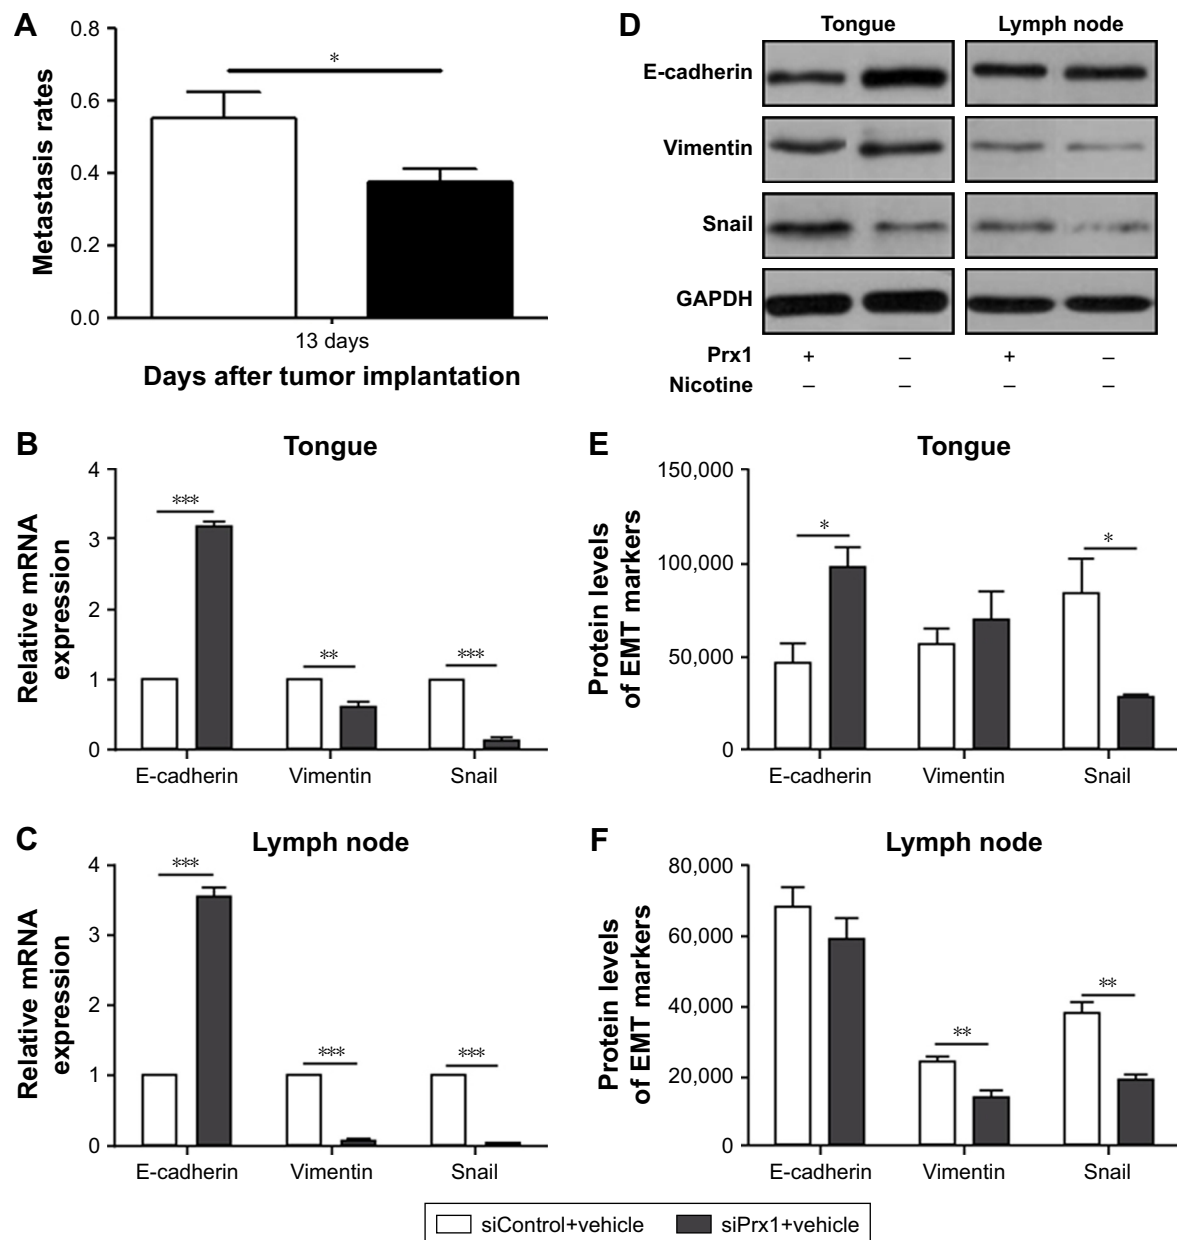 A
0.8
0.6
0.4
0.2
0.0
Metastasis rates
*
13 days
Days after tumor implantation
D
Tongue
Lymph node
E-cadherin
Vimentin
Snail
GAPDH
Prx1 + – + –
Nicotine – – – –
B
Tongue
4
3
2
1
0
Relative mRNA
expression
***
**
***
E-cadherin
Vimentin
Snail
E
Tongue
150,000
100,000
50,000
0
Protein levels
of EMT markers
*
*
E-cadherin
Vimentin
Snail
C
Lymph node
4
3
2
1
0
Relative mRNA
expression
***
***
***
E-cadherin
Vimentin
Snail
F
Lymph node
80,000
60,000
40,000
20,000
0
Protein levels
of EMT markers
**
**
E-cadherin
Vimentin
Snail
siControl+vehicle
siPrx1+vehicle